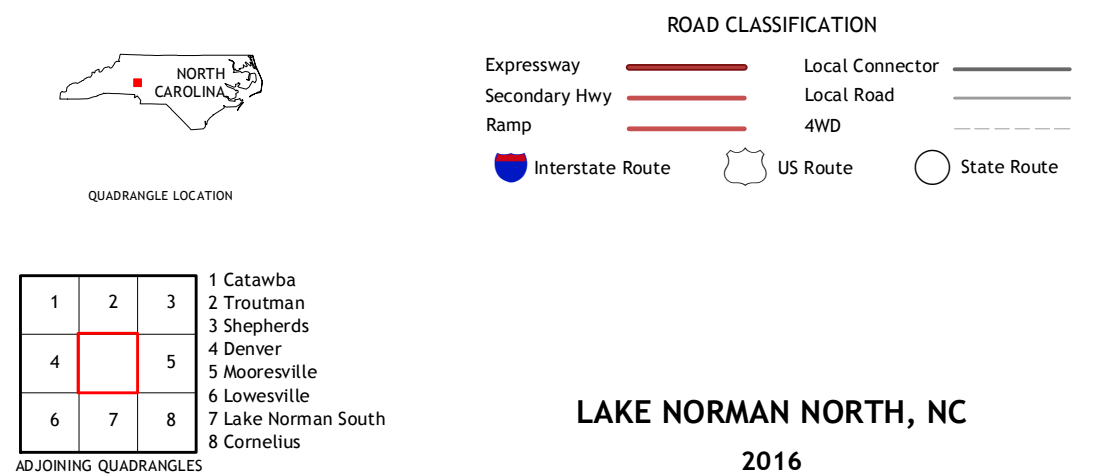 NORTH
CAROLINA
QUADRANGLE LOCATION
ROAD CLASSIFICATION
Expressway
Local Connector
Secondary Hwy
Local Road
Ramp
4WD
Interstate Route
US Route
State Route
1 2 3
4 5
6 7 8
ADJOINING QUADRANGLES
1 Catawba
2 Troutman
3 Shepherds
4 Denver
5 Mooresville
6 Lowesville
7 Lake Norman South
8 Cornelius
LAKE NORMAN NORTH, NC
2016